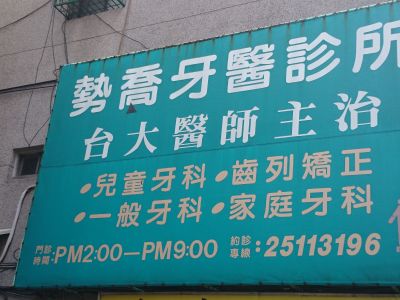 勢喬牙醫診所
台大醫師主治
•兒童牙科•齒列矯正
•一般牙科•家庭牙科
門診時間:PM2:00—PM9:00 約診專線:25113196